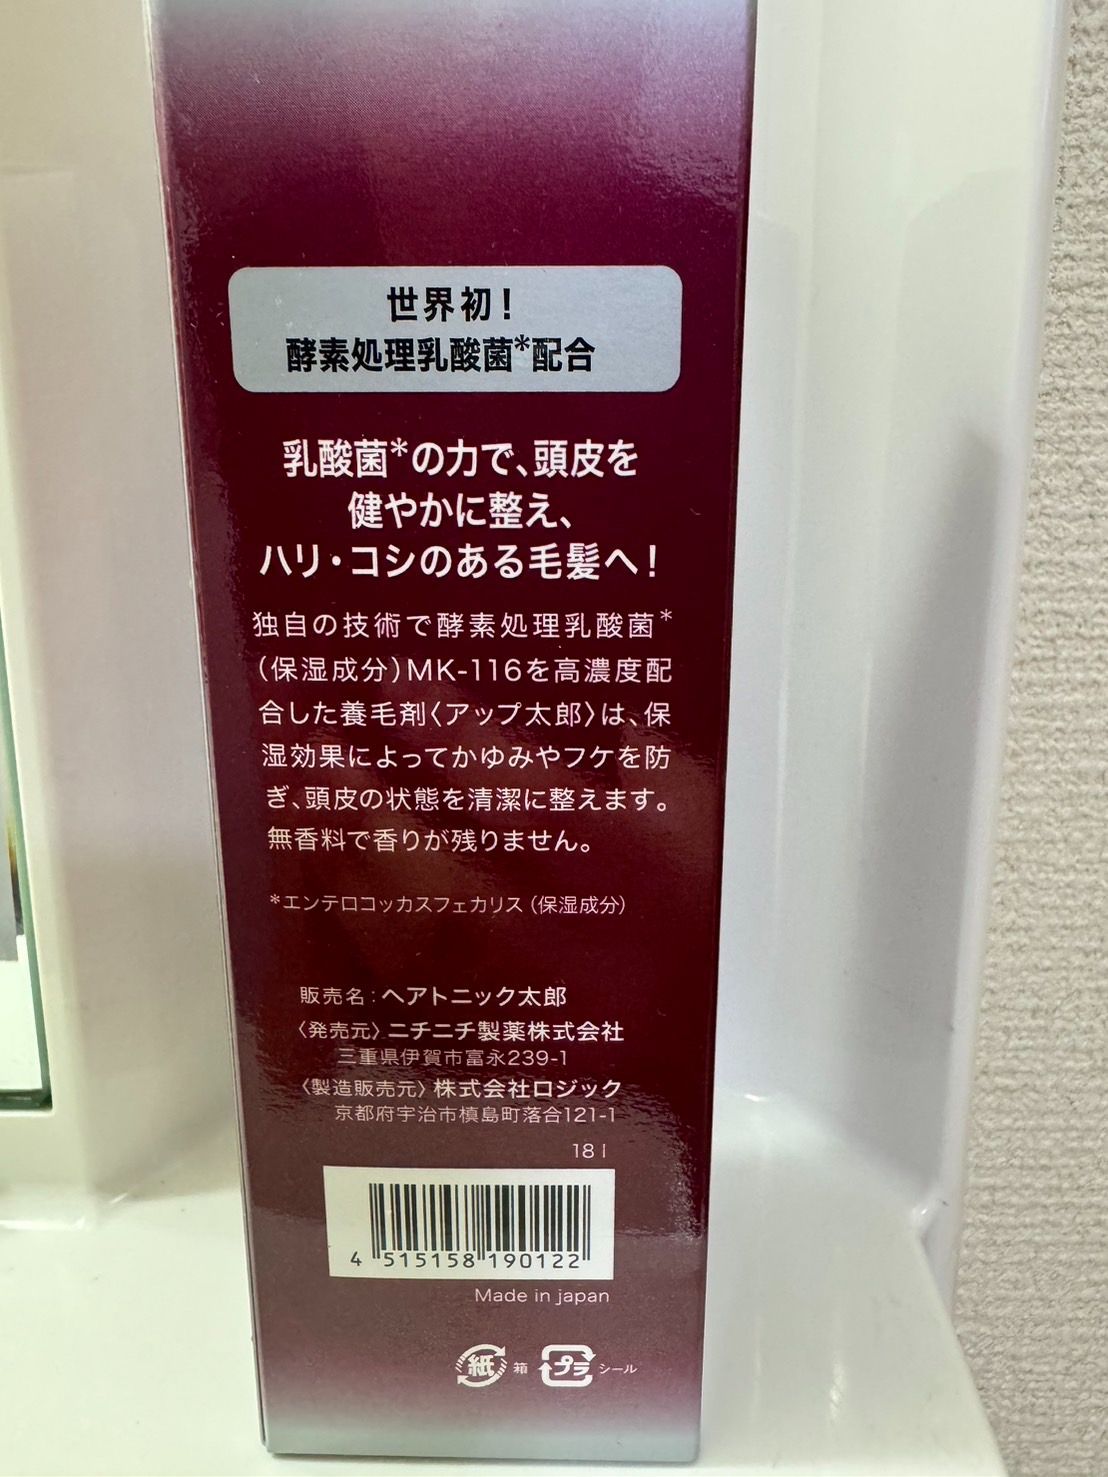 世界初!
酵素処理乳酸菌*配合
乳酸菌*の力で、頭皮を
健やかに整え、
ハリ・コシのある毛髪へ!
独自の技術で酵素処理乳酸菌*
(保湿成分)MK-116を高濃度配
合した養毛剤〈アップ太郎〉は、保
湿効果によってかゆみやフケを防
ぎ、頭皮の状態を清潔に整えます。
無香料で香りが残りません。
*エンテロコッカスフェカリス(保湿成分)
販売名:ヘアトニック太郎
〈発売元〉ニチニチ製薬株式会社
三重県伊賀市富永239-1
〈製造販売元〉株式会社ロジック
京都府宇治市槙島町落合121-1
18I
4 515158 190122
Made in japan
紙 箱 プラ シール